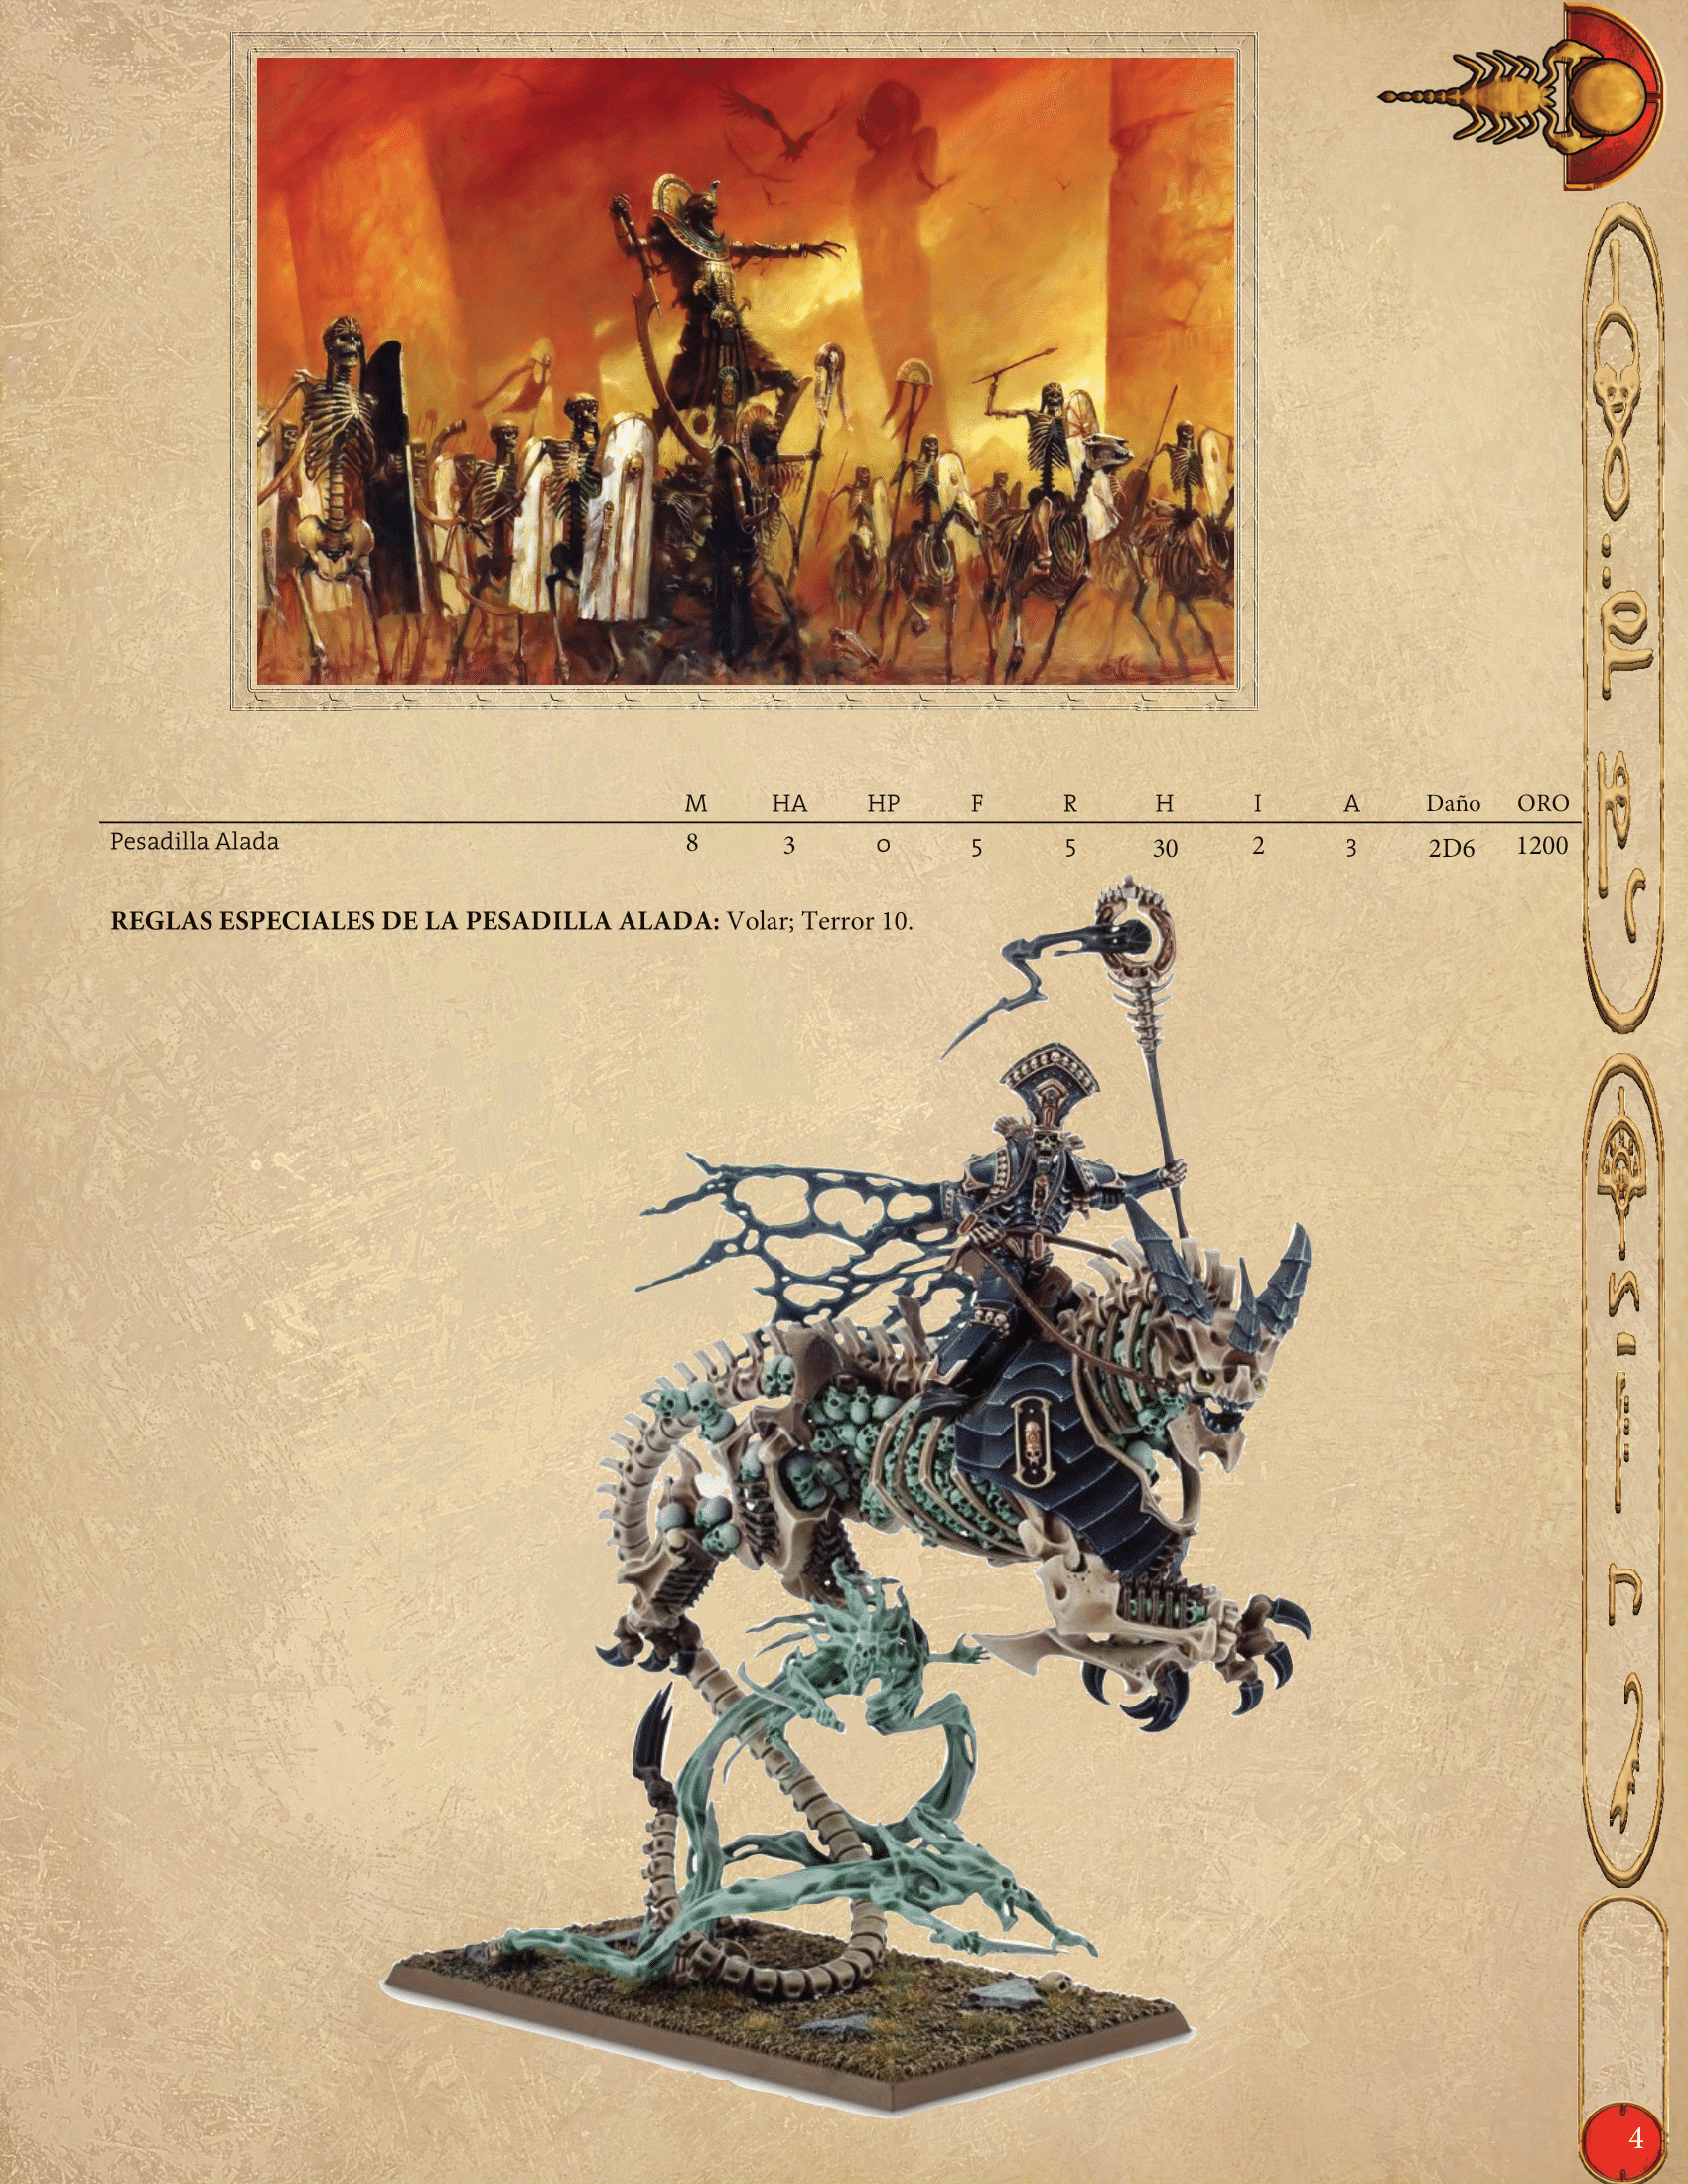 M HA HP F R H I A Daño ORO
Pesadilla Alada 8 3 0 5 5 30 2 3 2D6 1200
REGLAS ESPECIALES DE LA PESADILLA ALADA: Volar; Terror 10.
4